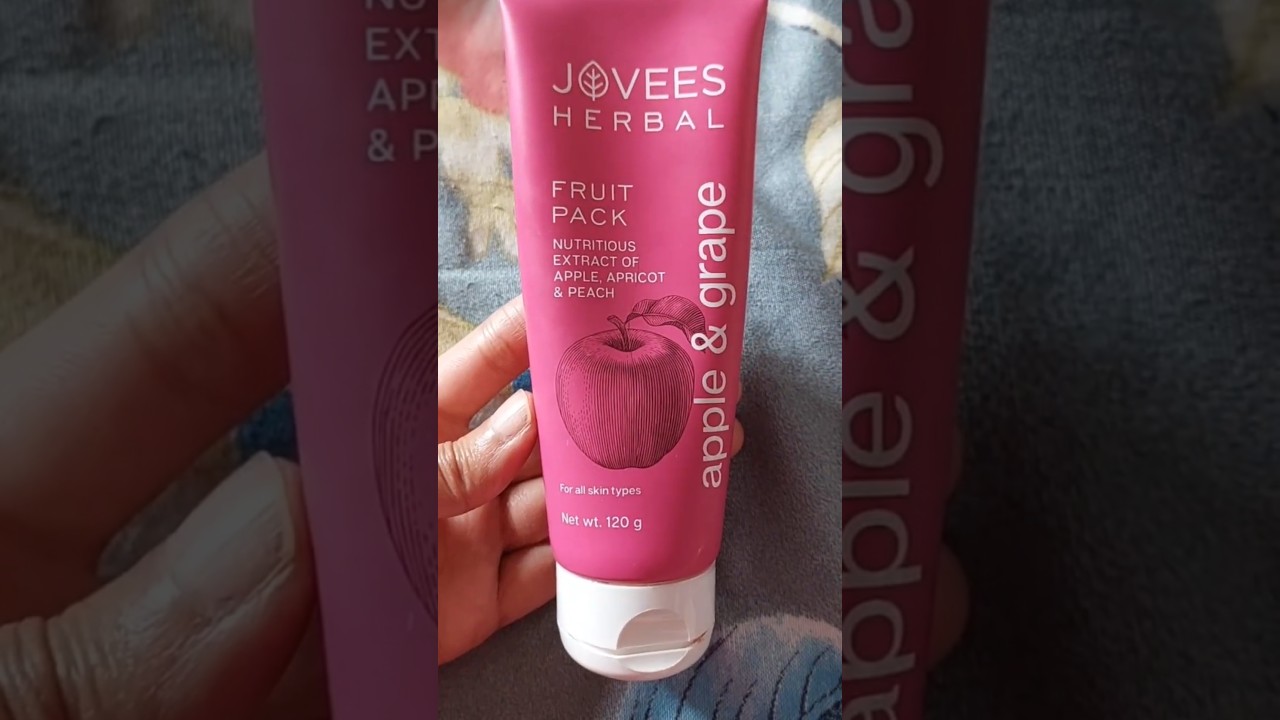 JOVEES
HERBAL
FRUIT
PACK
NUTRITIOUS
EXTRACT OF
APPLE, APRICOT
& PEACH
apple & grape
For all skin types
Net wt. 120 g